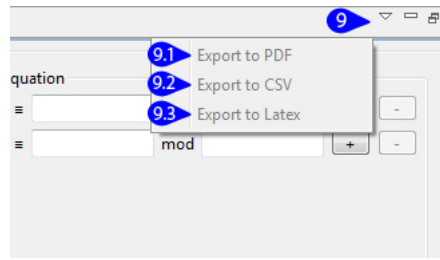 9
9.1 Export to PDF
quation
9.2 Export to CSV
≡ -
9.3 Export to Latex
≡ mod + -